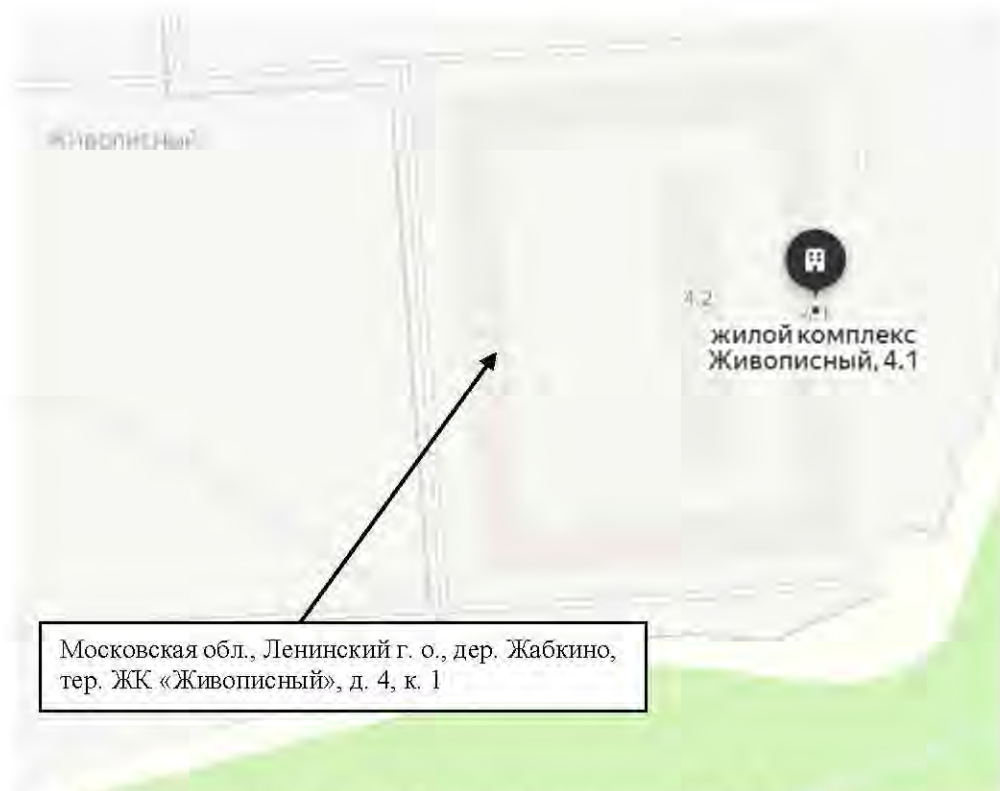 Живописный
4.2
жилой комплекс
Живописный, 4.1
Московская обл., Ленинский г. о., дер. Жабкино,
тер. ЖК «Живописный», д. 4, к. 1